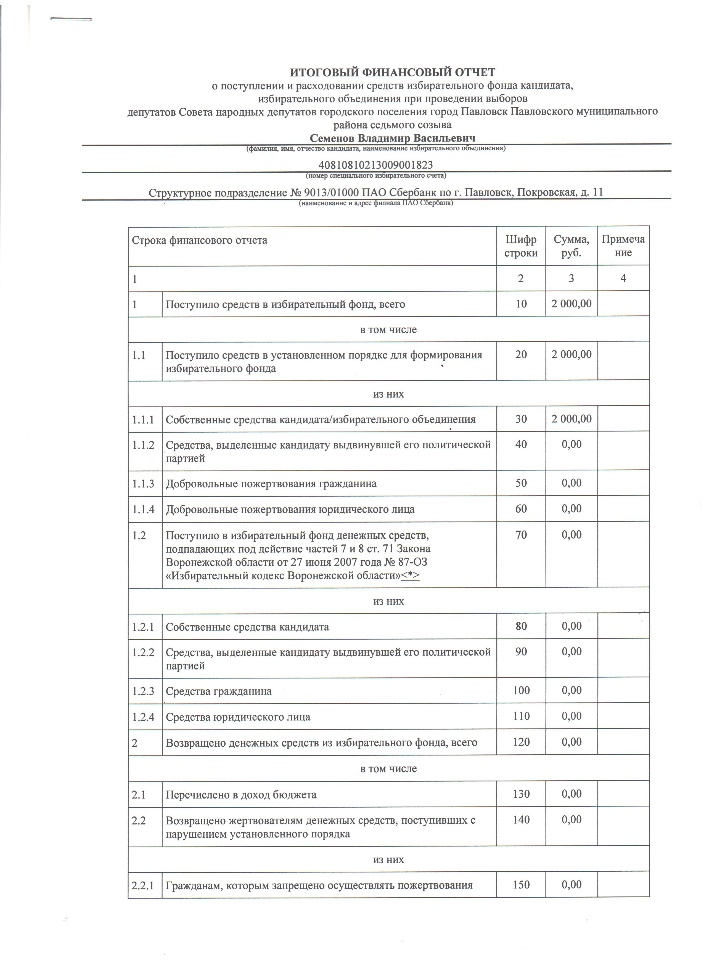 ИТОГОВЫЙ ФИНАНСОВЫЙ ОТЧЕТ
о поступлении и расходовании средств избирательного фонда кандидата,
избирательного объединения при проведении выборов
депутатов Совета народных депутатов городского поселения город Павловск Павловского муниципального
района седьмого созыва
Семенов Владимир Васильевич
(фамилия, имя, отчество кандидата, наименование избирательного объединения)
40810810213009001823
(номер специального избирательного счета)
Структурное подразделение № 9013/01000 ПАО Сбербанк по г. Павловск, Покровская, д. 11
(наименование и адрес филиала ПАО Сбербанка)
Строка финансового отчета Шифр Сумма, Примеча
строки руб. ние
1 2 3 4
1 Поступило средств в избирательный фонд, всего 10 2 000,00
в том числе
1.1 Поступило средств в установленном порядке для формирования 20 2 000,00
избирательного фонда
из них
1.1.1 Собственные средства кандидата/избирательного объединения 30 2 000,00
1.1.2 Средства, выделенные кандидату выдвинувшей его политической 40 0,00
партией
1.1.3 Добровольные пожертвования гражданина 50 0,00
1.1.4 Добровольные пожертвования юридического лица 60 0,00
1.2 Поступило в избирательный фонд денежных средств, 70 0,00
подпадающих под действие частей 7 и 8 ст. 71 Закона
Воронежской области от 27 июня 2007 года № 87-ОЗ
«Избирательный кодекс Воронежской области»<*>
из них
1.2.1 Собственные средства кандидата 80 0,00
1.2.2 Средства, выделенные кандидату выдвинувшей его политической 90 0,00
партией
1.2.3 Средства гражданина 100 0,00
1.2.4 Средства юридического лица 110 0,00
2 Возвращено денежных средств из избирательного фонда, всего 120 0,00
в том числе
2.1 Перечислено в доход бюджета 130 0,00
2.2 Возвращено жертвователям денежных средств, поступивших с 140 0,00
нарушением установленного порядка
из них
2.2.1 Гражданам, которым запрещено осуществлять пожертвования 150 0,00